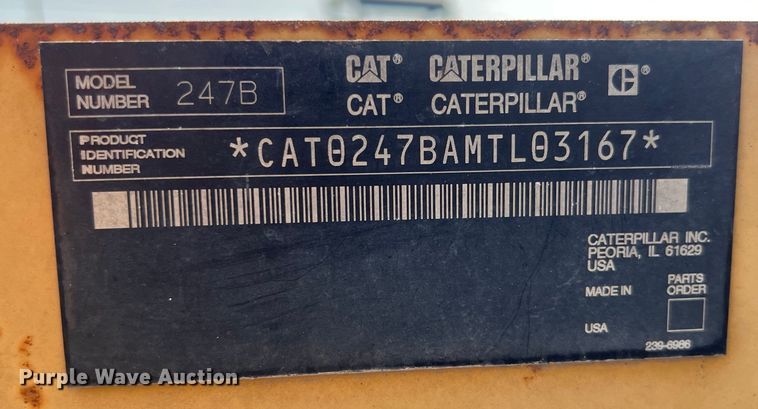 MODEL NUMBER 247B
CAT® CATERPILLAR® C®
CAT® CATERPILLAR®
PRODUCT IDENTIFICATION NUMBER
*CAT0247BAMTL03167*
CATERPILLAR INC.
PEORIA, IL 61629
USA
MADE IN
USA
PARTS
ORDER
239-6986
Purple Wave Auction